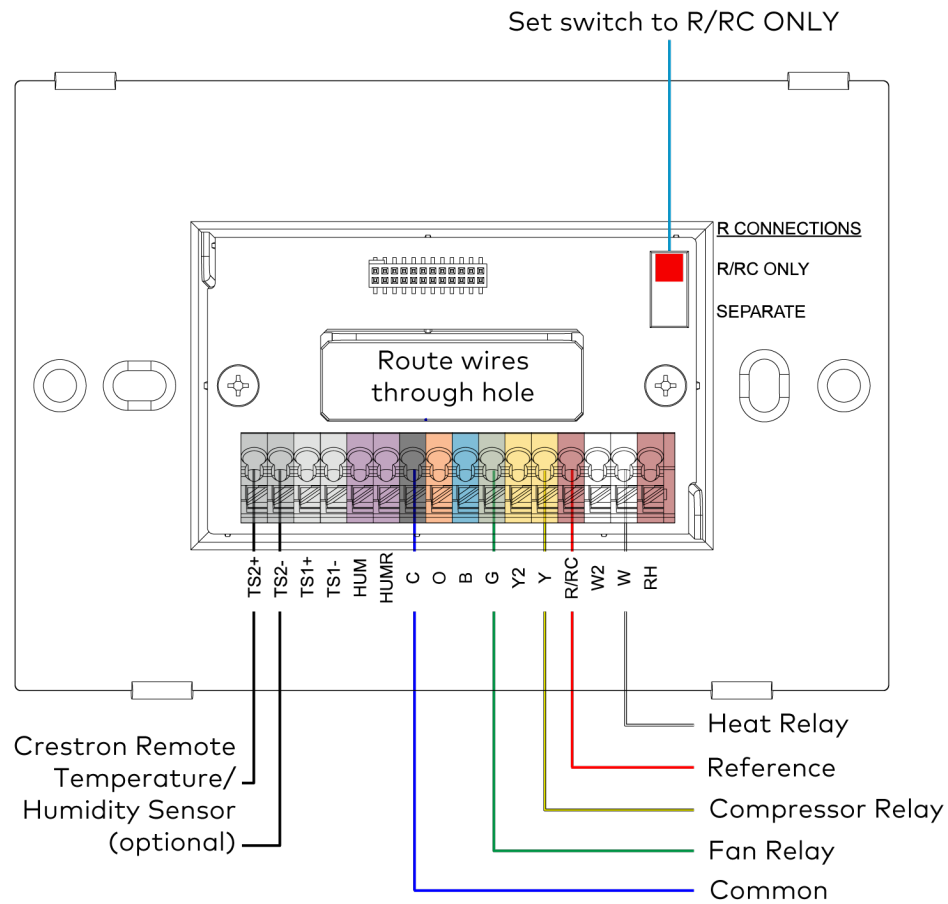 Set switch to R/RC ONLY
R CONNECTIONS
R/RC ONLY
SEPARATE
Route wires
through hole
TS2+
TS2-
TS1+
TS1-
HUM
HUMR
C
O
B
G
Y2
Y
R/RC
W2
W
RH
Crestron Remote
Temperature/
Humidity Sensor
(optional)
Heat Relay
Reference
Compressor Relay
Fan Relay
Common